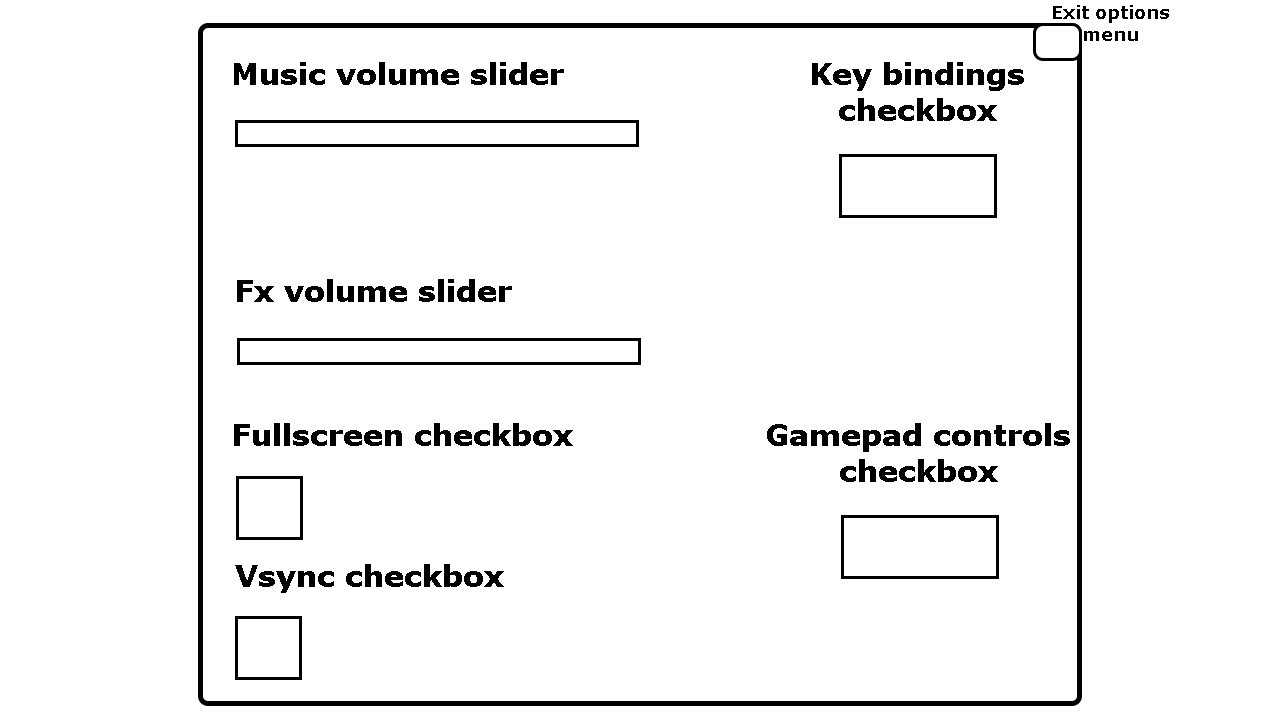 Exit options
menu
Music volume slider
Key bindings
checkbox
Fx volume slider
Fullscreen checkbox
Gamepad controls
checkbox
Vsync checkbox